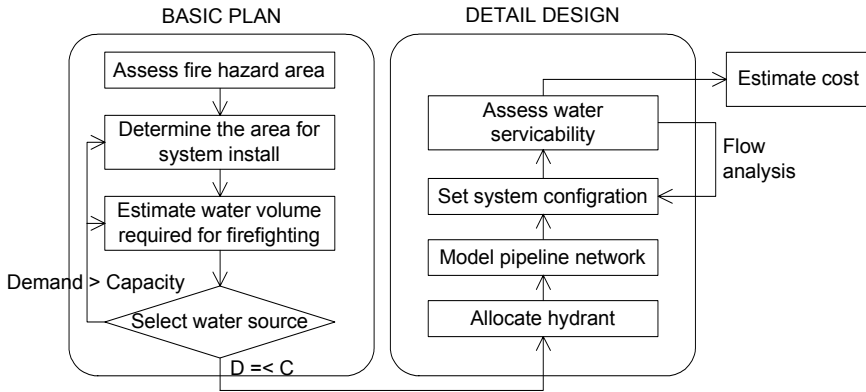 BASIC PLAN
Assess fire hazard area
Determine the area for
system install
Estimate water volume
required for firefighting
Demand > Capacity
Select water source
D =< C
DETAIL DESIGN
Estimate cost
Assess water
servicability
Flow
analysis
Set system configration
Model pipeline network
Allocate hydrant